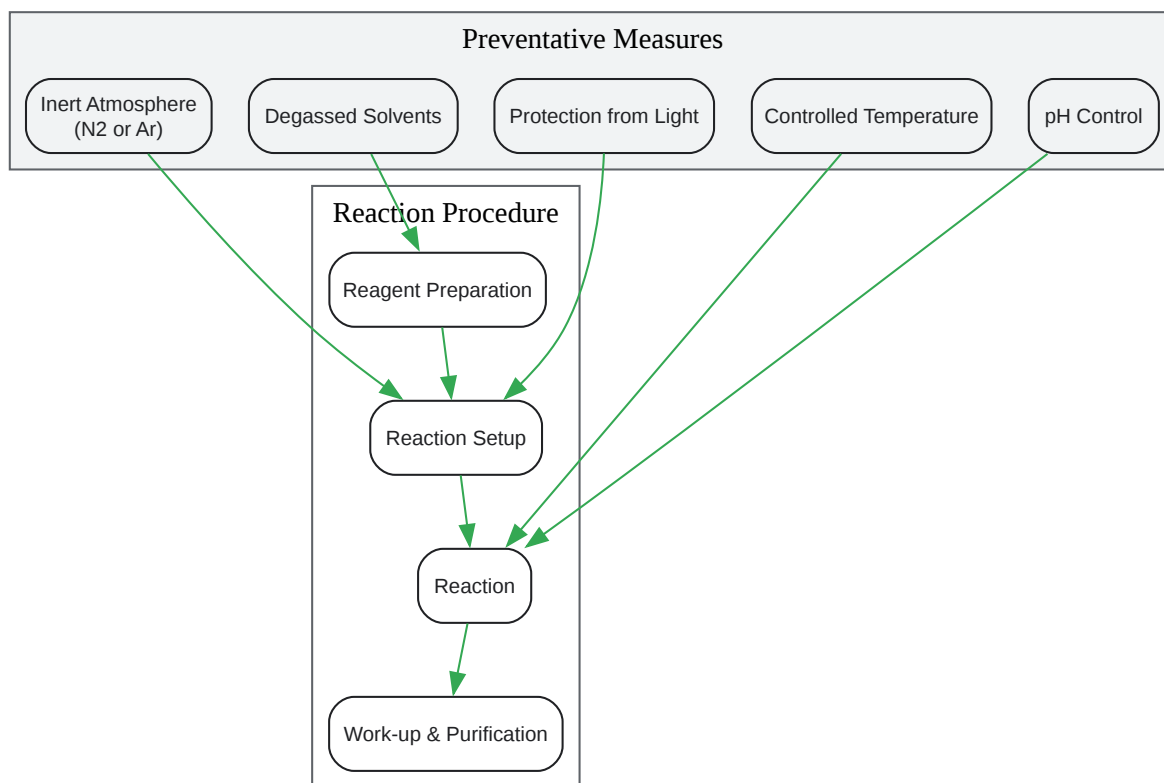 Preventative Measures
Inert Atmosphere
(N2 or Ar)
Degassed Solvents
Protection from Light
Controlled Temperature
pH Control
Reaction Procedure
Reagent Preparation
Reaction Setup
Reaction
Work-up & Purification